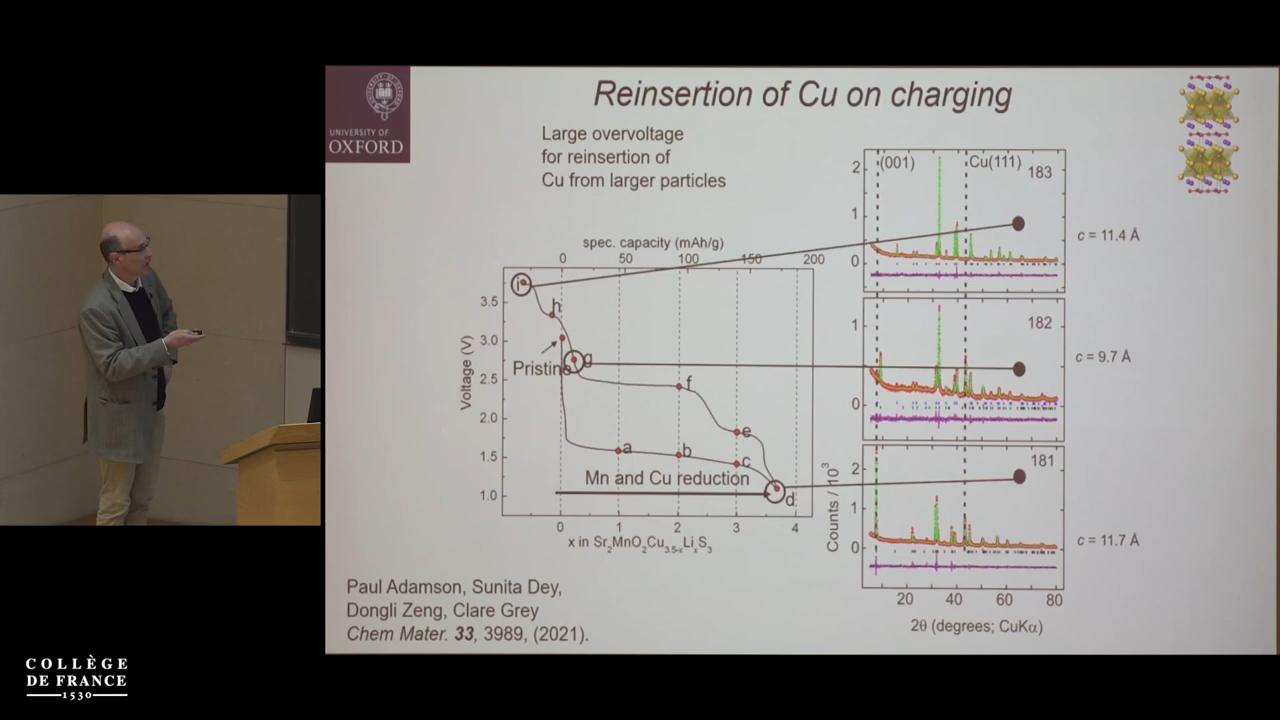 UNIVERSITY OF
OXFORD
Reinsertion of Cu on charging
Large overvoltage
for reinsertion of
Cu from larger particles
spec. capacity (mAh/g)
0 50 100 150 200
3.5
3.0
2.5
2.0
1.5
1.0
Voltage (V)
i
h
Pristine
g
f
e
a
b
c
d
Mn and Cu reduction
0 1 2 3 4
x in Sr₂MnO₂Cu₃.₅₋ₓLiₓS₃
(001)
Cu(111)
183
2
1
0
c = 11.4 Å
182
1
0
c = 9.7 Å
181
2
1
0
c = 11.7 Å
Counts / 10³
20 40 60 80
2θ (degrees; CuKα)
Paul Adamson, Sunita Dey,
Dongli Zeng, Clare Grey
Chem Mater. 33, 3989, (2021).
COLLÈGE
DE FRANCE
1530